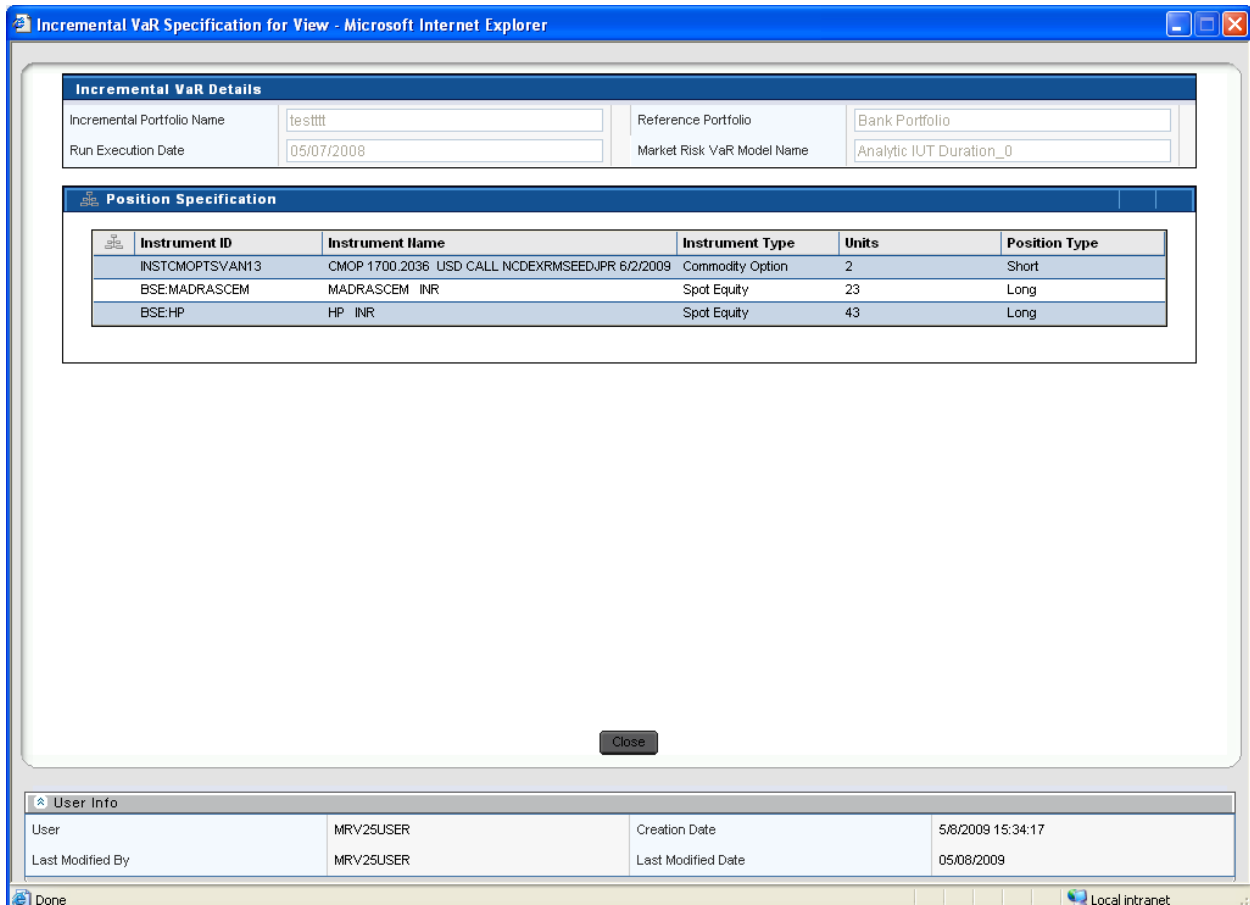 Incremental VaR Specification for View - Microsoft Internet Explorer
Incremental VaR Details
Incremental Portfolio Name testttt Reference Portfolio Bank Portfolio
Run Execution Date 05/07/2008 Market Risk VaR Model Name Analytic IUT Duration_0
Position Specification
Instrument ID Instrument Name Instrument Type Units Position Type
INSTCMOPTSVAN13 CMOP 1700.2036 USD CALL NCDEXRMSEEDJPR 6/2/2009 Commodity Option 2 Short
BSE:MADRASCEM MADRASCEM INR Spot Equity 23 Long
BSE:HP HP INR Spot Equity 43 Long
Close
User Info
User MRV25USER Creation Date 5/8/2009 15:34:17
Last Modified By MRV25USER Last Modified Date 05/08/2009
Done Local intranet